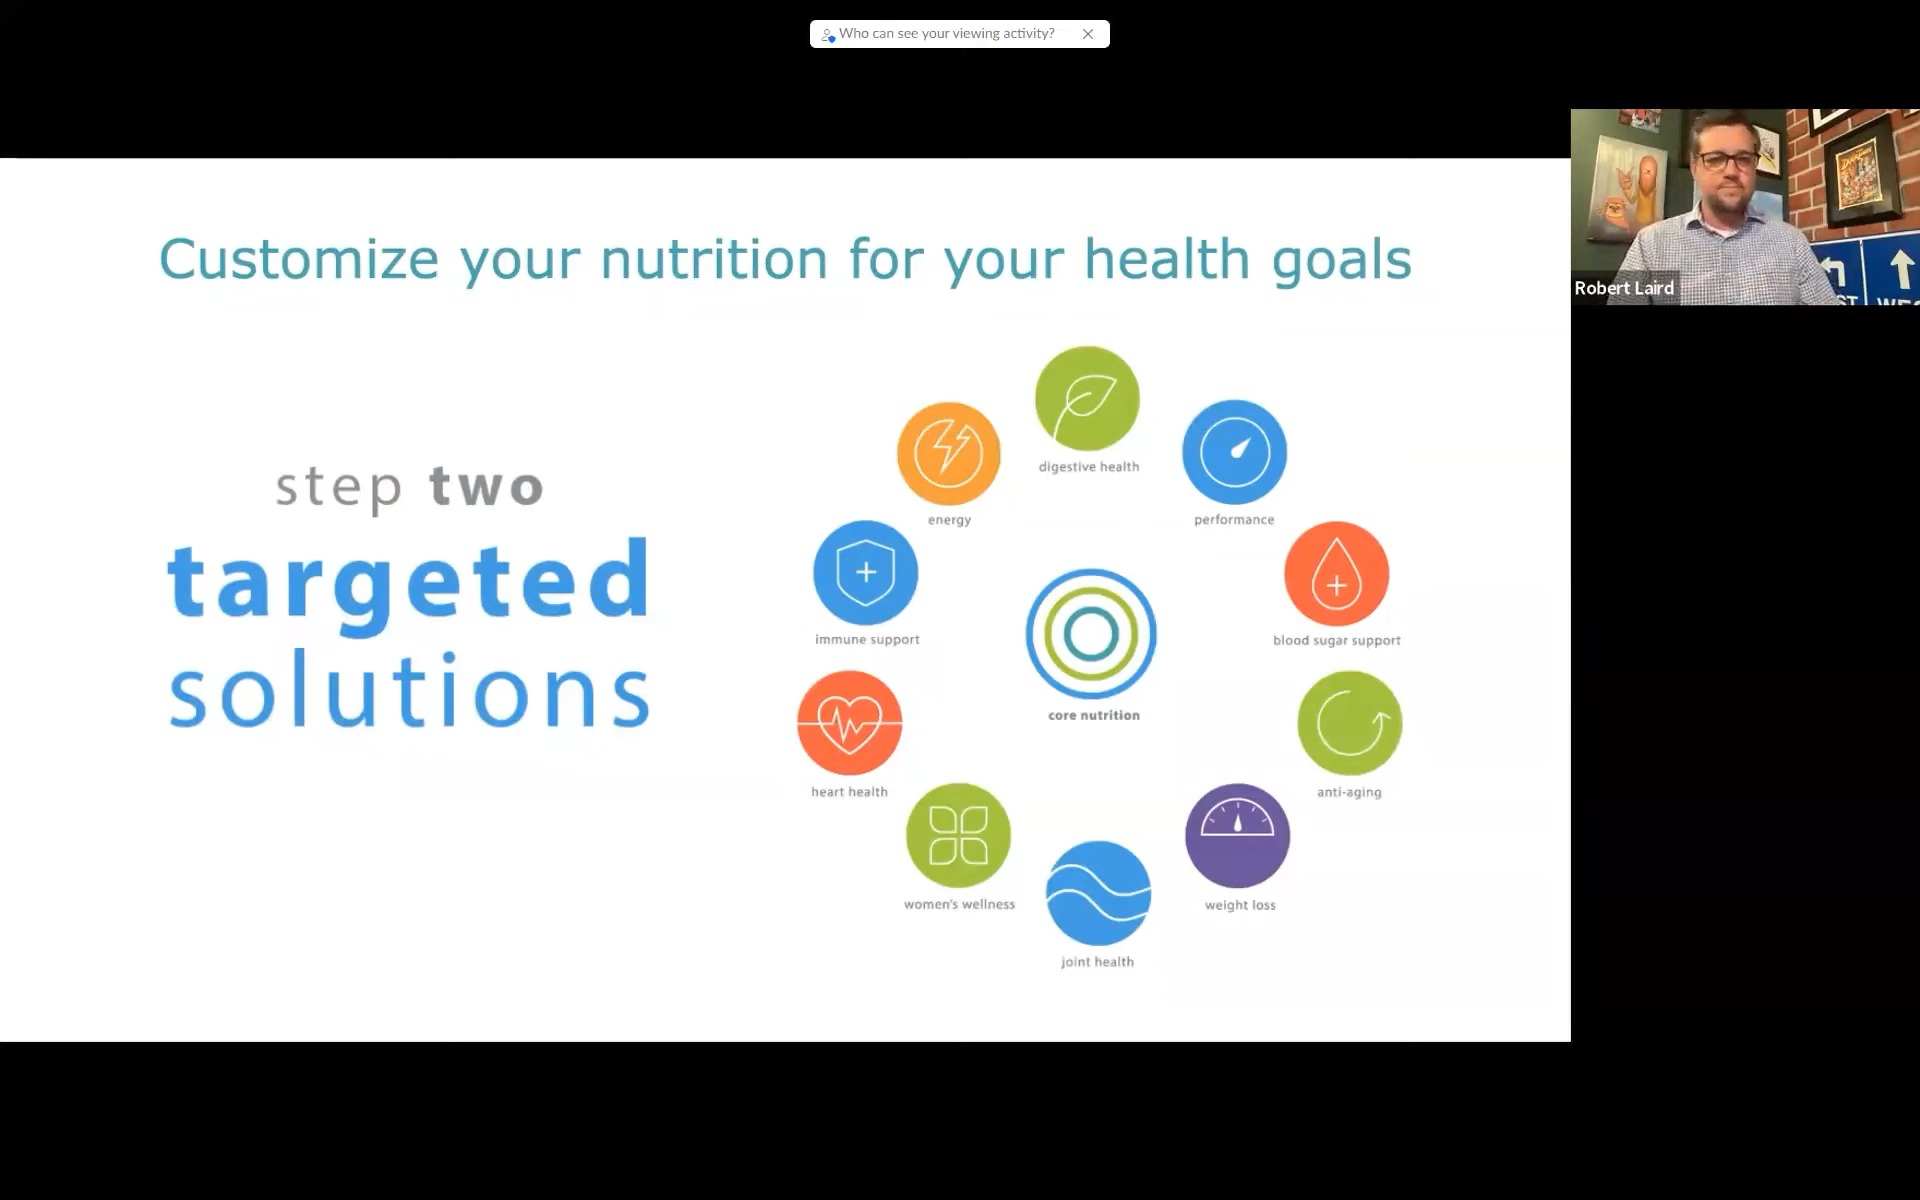 Who can see your viewing activity?
Customize your nutrition for your health goals
step two
targeted
solutions
digestive health
energy
performance
immune support
blood sugar support
core nutrition
heart health
anti-aging
women's wellness
weight loss
joint health
Robert Laird